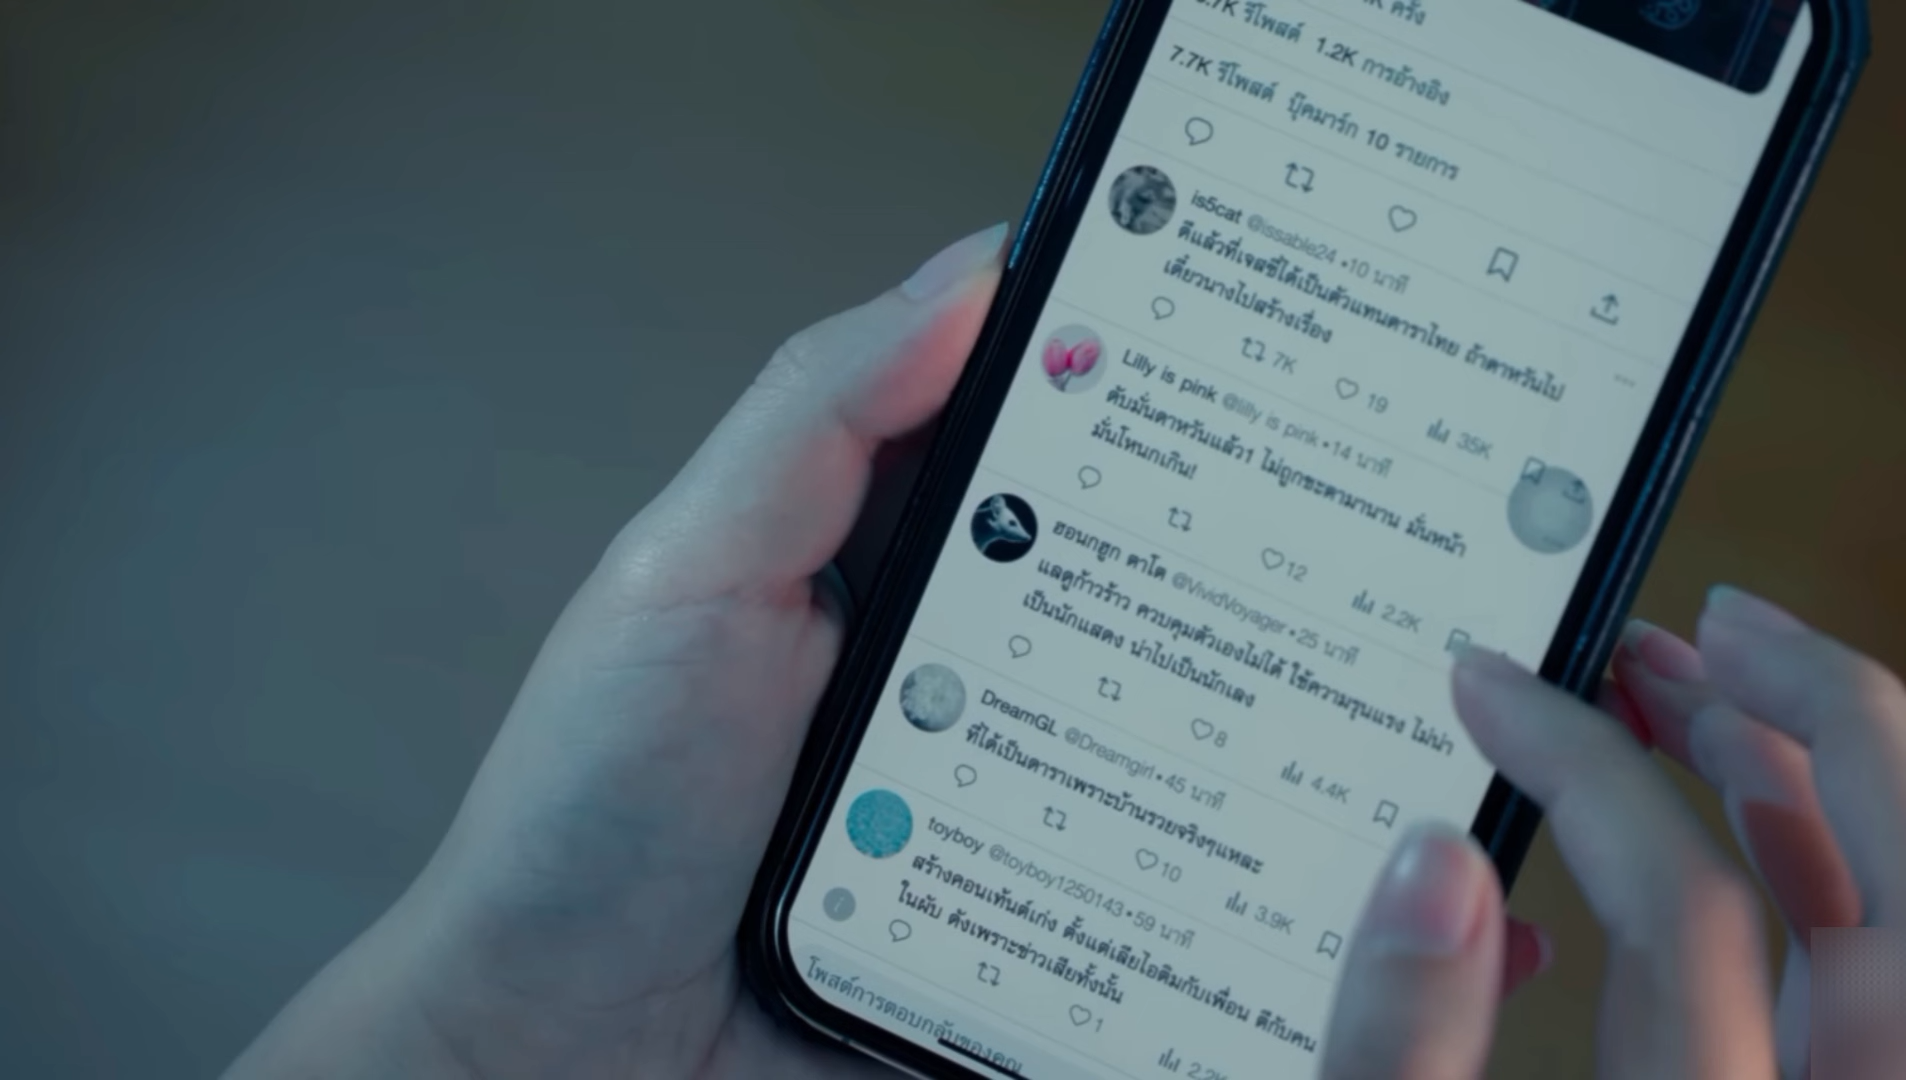 K ครั้ง
5.7K รีโพสต์ 1.2K การอ้างอิง
7.7K รีโพสต์ บุ๊คมาร์ก 10 รายการ
is5cat @issable24 •10 นาที
ดีแล้วที่เจสซี่ได้เป็นตัวแทนดาราไทย ถ้าตาหวันไป
เดี๋ยวนางไปสร้างเรื่อง
7K 19 35K
Lilly is pink @lilly is pink •14 นาที
ดับมั่นตาหวันแล้ว1 ไม่ถูกชะตามานาน มั่นหน้า
มั่นโหนกเกิน!
12 2.2K
ฮอนกฮูก ตาโต @VividVoyager •25 นาที
แลดูก้าวร้าว ควบคุมตัวเองไม่ได้ ใช้ความรุนแรง ไม่น่า
เป็นนักแสดง น่าไปเป็นนักเลง
8 4.4K
DreamGL @Dreamgirl •45 นาที
ที่ได้เป็นดาราเพราะบ้านรวยจริงๆแหละ
10 3.9K
toyboy @toyboy1250143 •59 นาที
สร้างคอนเท้นต์เก่ง ตั้งแต่เลียไอติมกับเพื่อน ตีกับคน
ในผับ ดังเพราะข่าวเสียทั้งนั้น
1 2.2K
โพสต์การตอบกลับของคุณ